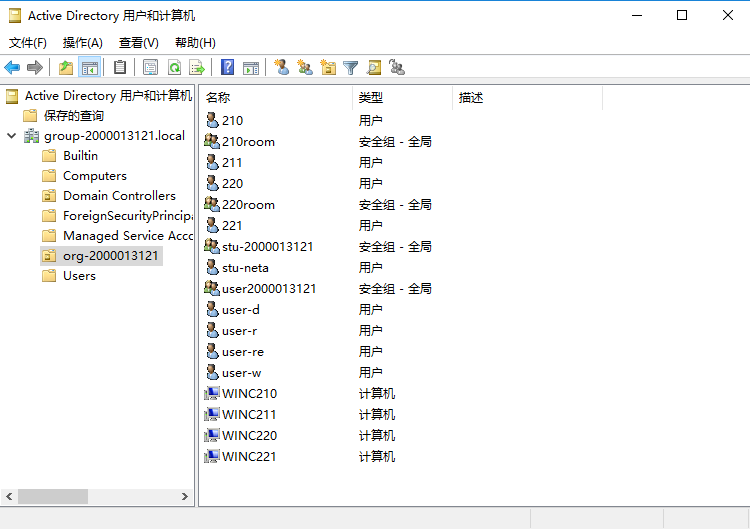 Active Directory 用户和计算机
文件(F) 操作(A) 查看(V) 帮助(H)
Active Directory 用户和计算机
保存的查询
group-2000013121.local
Builtin
Computers
Domain Controllers
ForeignSecurityPrincipa
Managed Service Acco
org-2000013121
Users
名称 类型 描述
210 用户
210room 安全组 - 全局
211 用户
220 用户
220room 安全组 - 全局
221 用户
stu-2000013121 安全组 - 全局
stu-neta 用户
user2000013121 安全组 - 全局
user-d 用户
user-r 用户
user-re 用户
user-w 用户
WINC210 计算机
WINC211 计算机
WINC220 计算机
WINC221 计算机